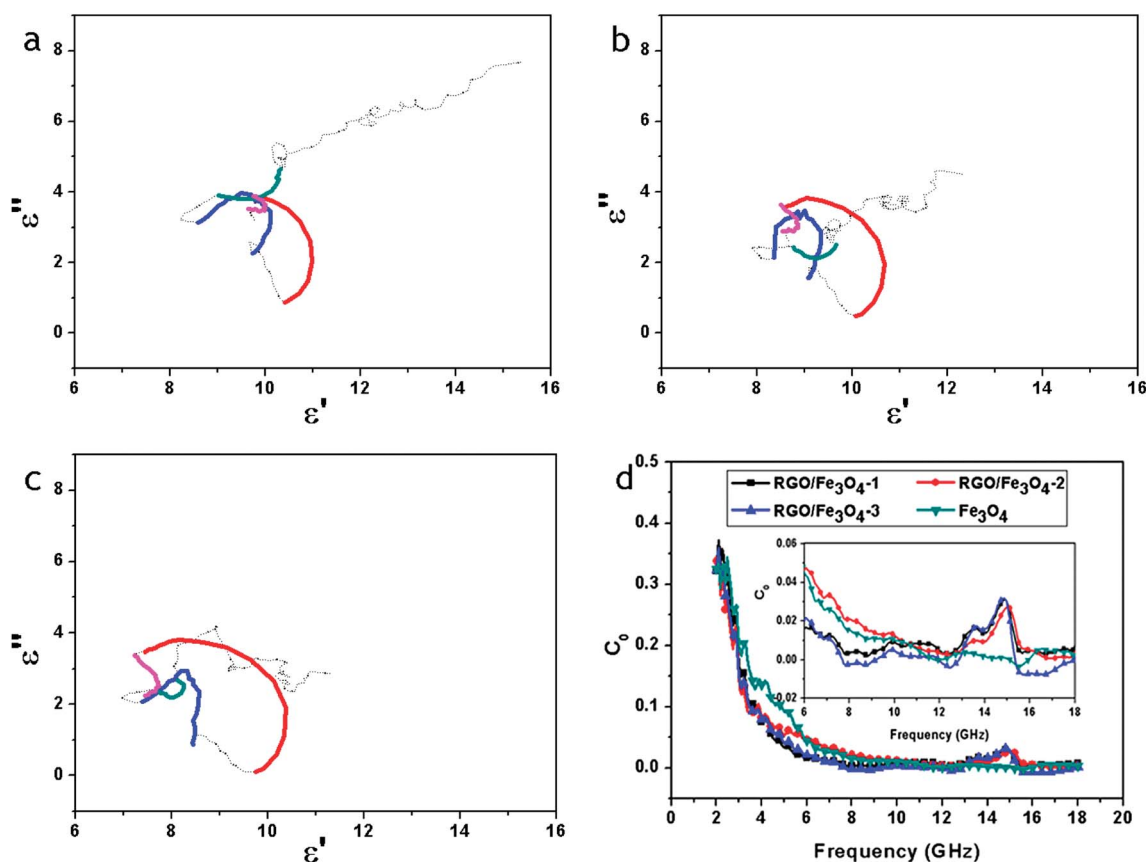 a
8
6
4
2
0
ε"
6 8 10 12 14 16
ε'
b
8
6
4
2
0
ε"
6 8 10 12 14 16
ε'
c
8
6
4
2
0
ε"
6 8 10 12 14 16
ε'
d
0.5
0.4
0.3
0.2
0.1
0.0
C₀
RGO/Fe₃O₄-1 RGO/Fe₃O₄-2
RGO/Fe₃O₄-3 Fe₃O₄
0.06
0.04
0.02
0.00
-0.02
C₀
6 8 10 12 14 16 18
Frequency (GHz)
0 2 4 6 8 10 12 14 16 18 20
Frequency (GHz)